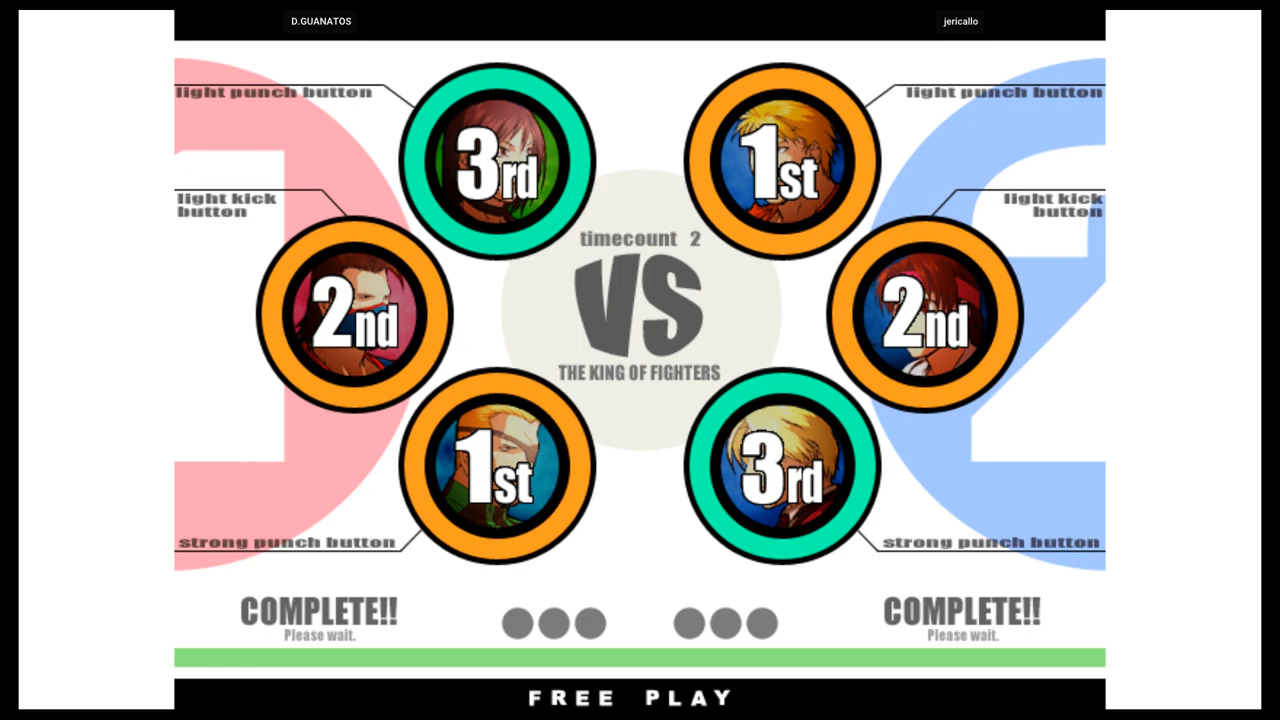 D.GUANATOS
jericallo
light punch button
light punch button
3rd
1st
light kick
button
light kick
button
timecount 2
VS
THE KING OF FIGHTERS
2nd
2nd
1st
3rd
strong punch button
strong punch button
COMPLETE!!
Please wait.
COMPLETE!!
Please wait.
FREE PLAY